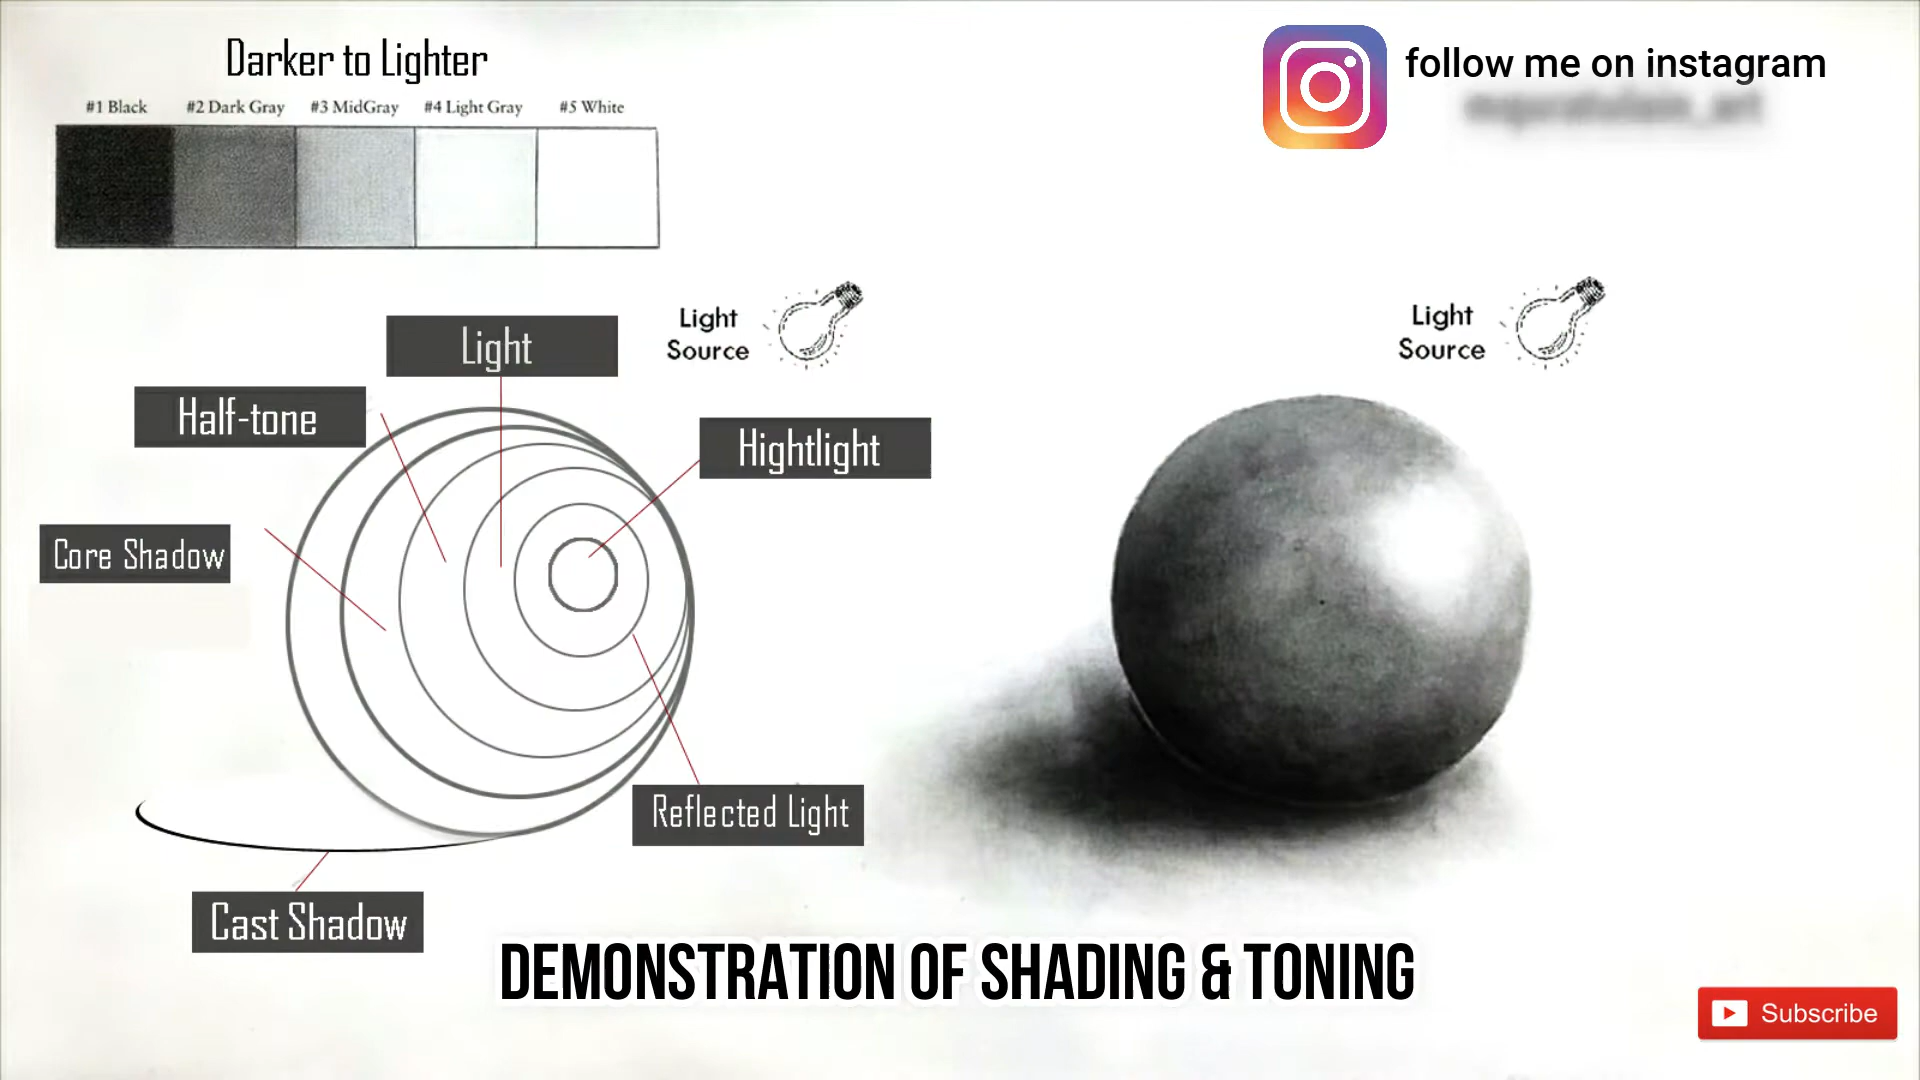 Darker to Lighter
#1 Black #2 Dark Gray #3 MidGray #4 Light Gray #5 White
follow me on instagram
Light
Source
Light
Source
Light
Half-tone
Hightlight
Core Shadow
Reflected Light
Cast Shadow
DEMONSTRATION OF SHADING & TONING
Subscribe